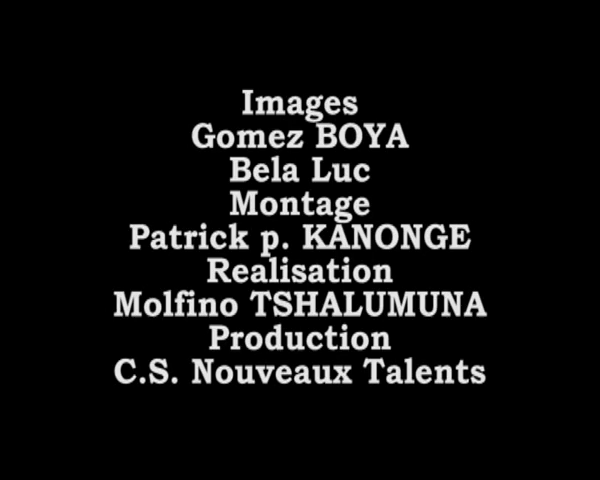 Images
Gomez BOYA
Bela Luc
Montage
Patrick p. KANONGE
Realisation
Molfino TSHALUMUNA
Production
C.S. Nouveaux Talents